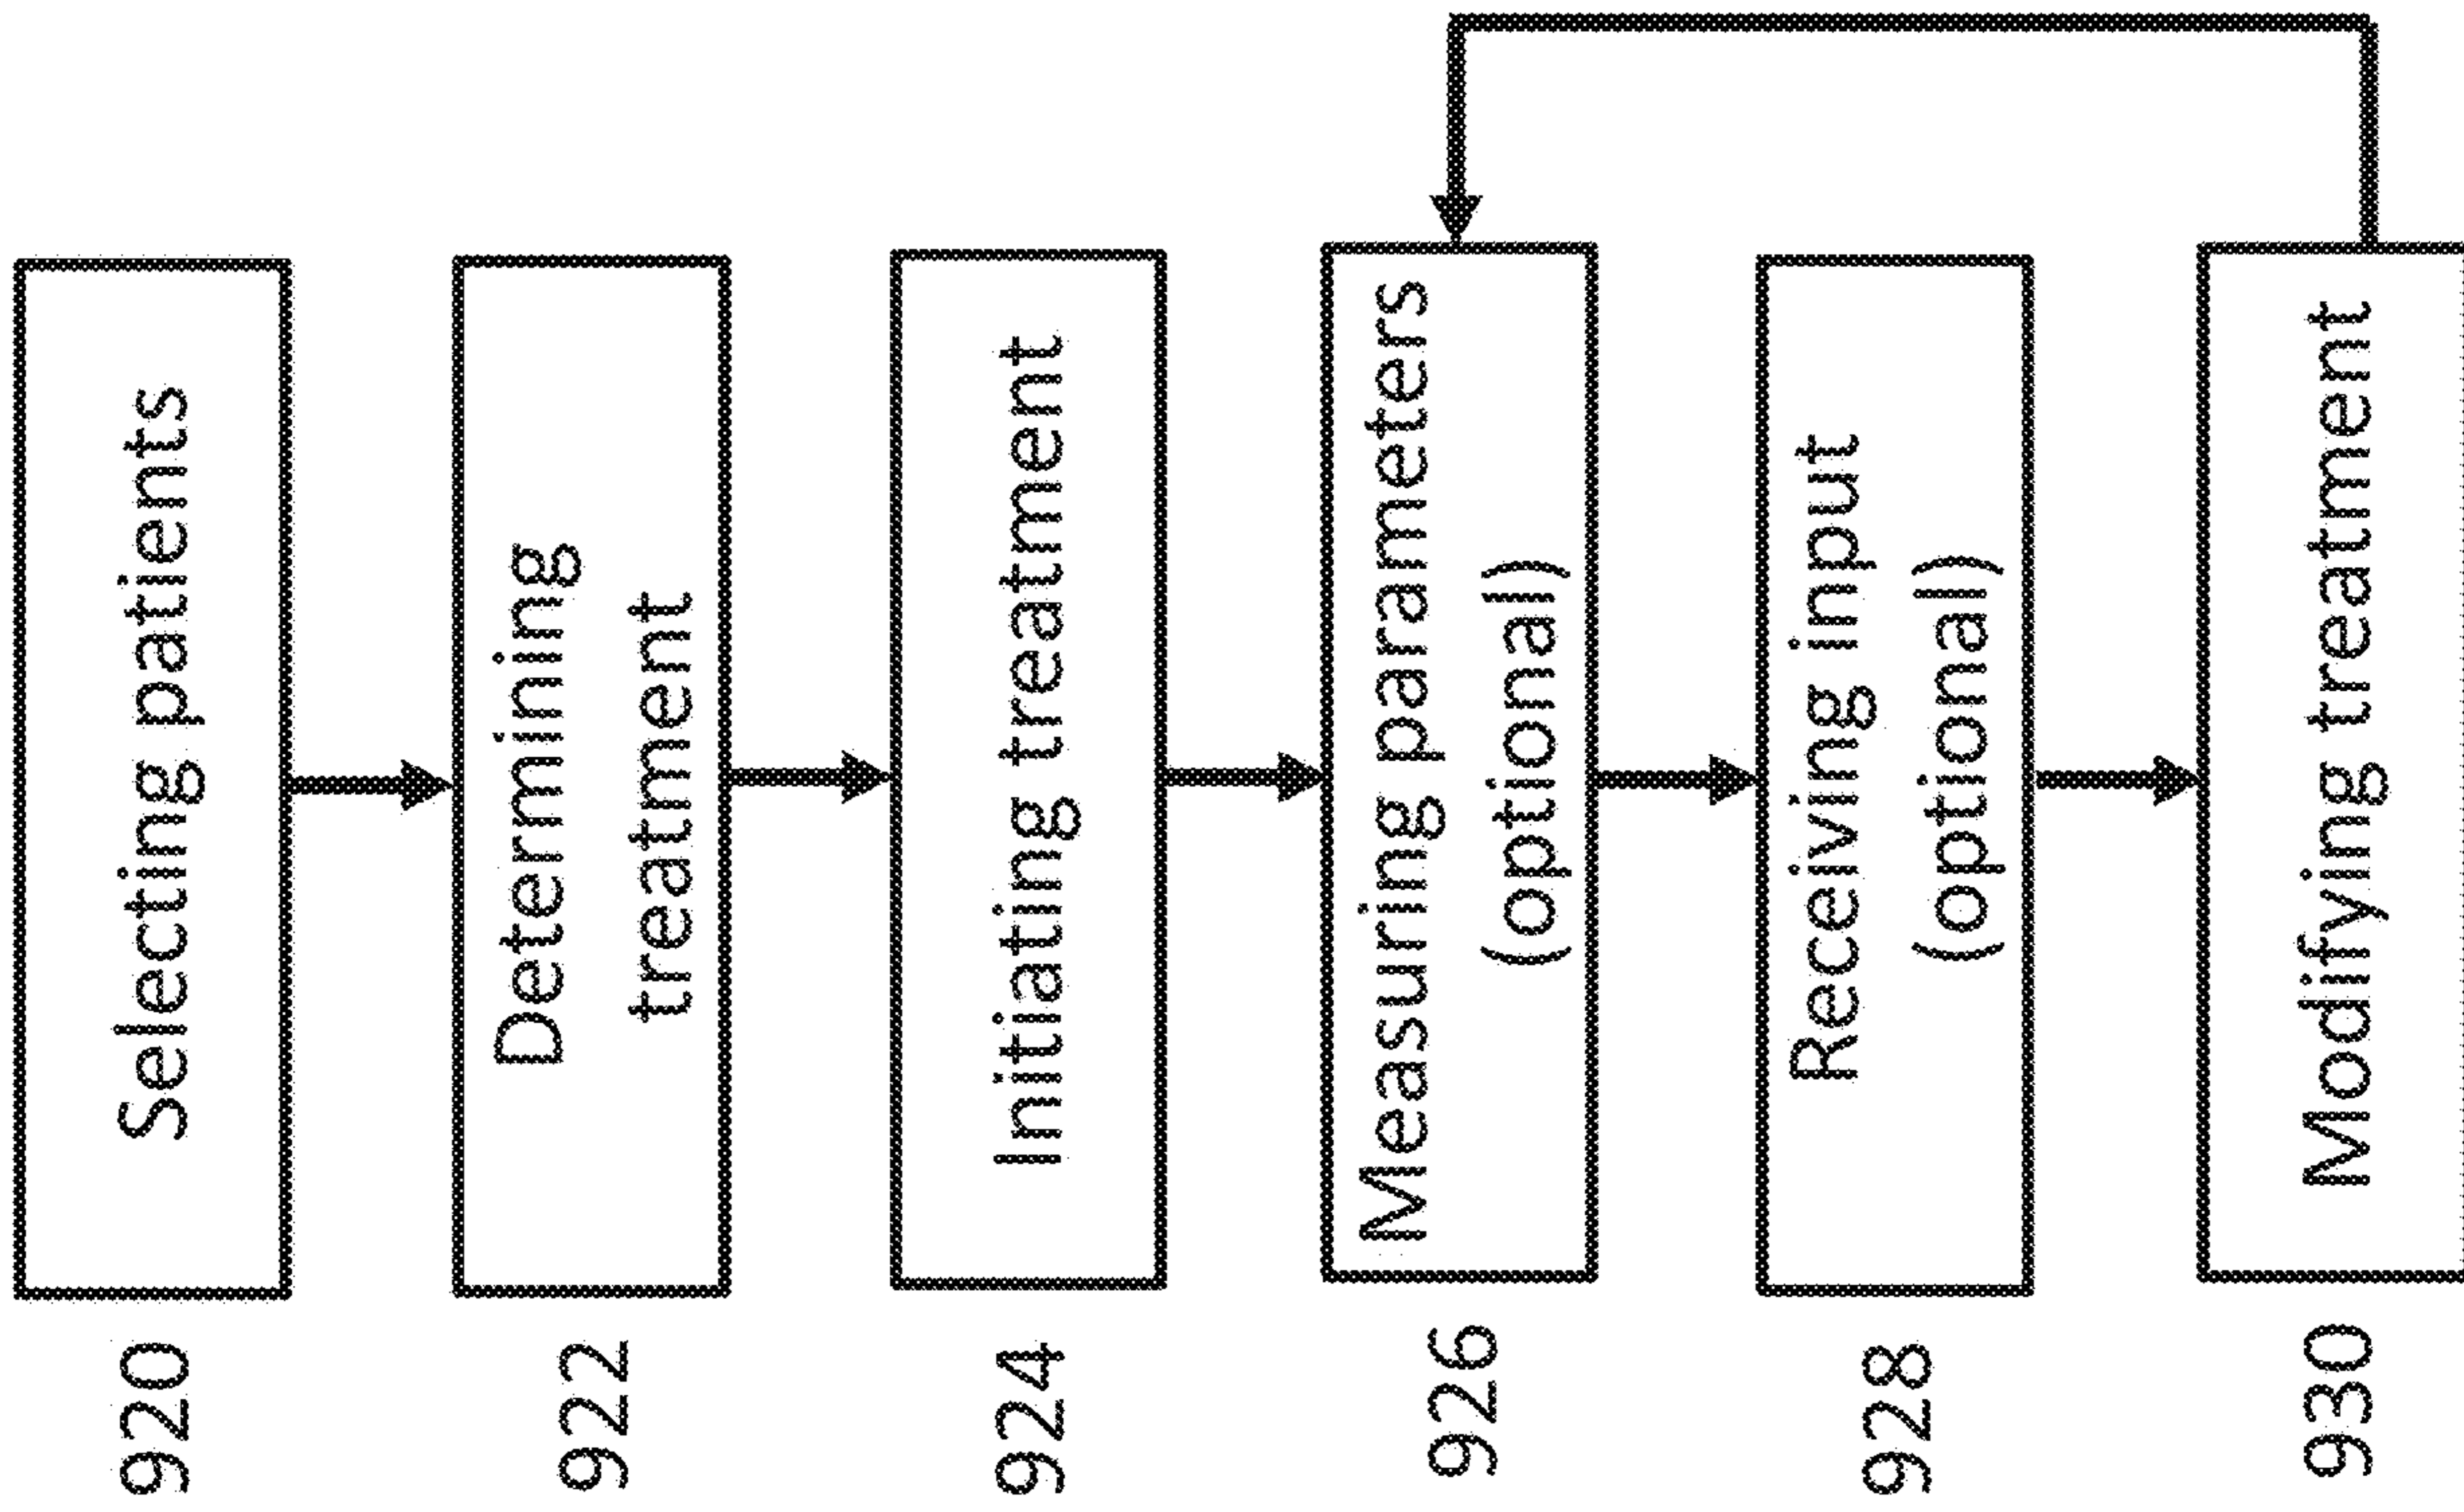 920
Selecting patients
922
Determining
treatment
924
Initiating treatment
926
Measuring parameters
(optional)
928
Receiving input
(optional)
930
Modifying treatment